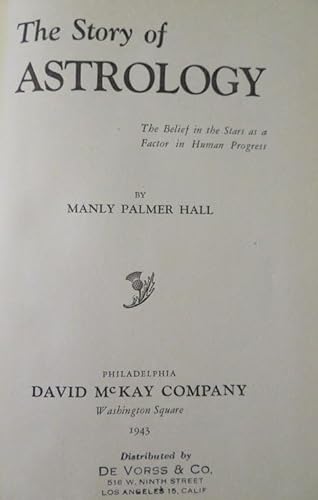 The Story of
ASTROLOGY
The Belief in the Stars as a
Factor in Human Progress
BY
MANLY PALMER HALL
PHILADELPHIA
DAVID McKAY COMPANY
Washington Square
1943
Distributed by
DE VORSS & CO.
516 W. NINTH STREET
LOS ANGELES 15, CALIF